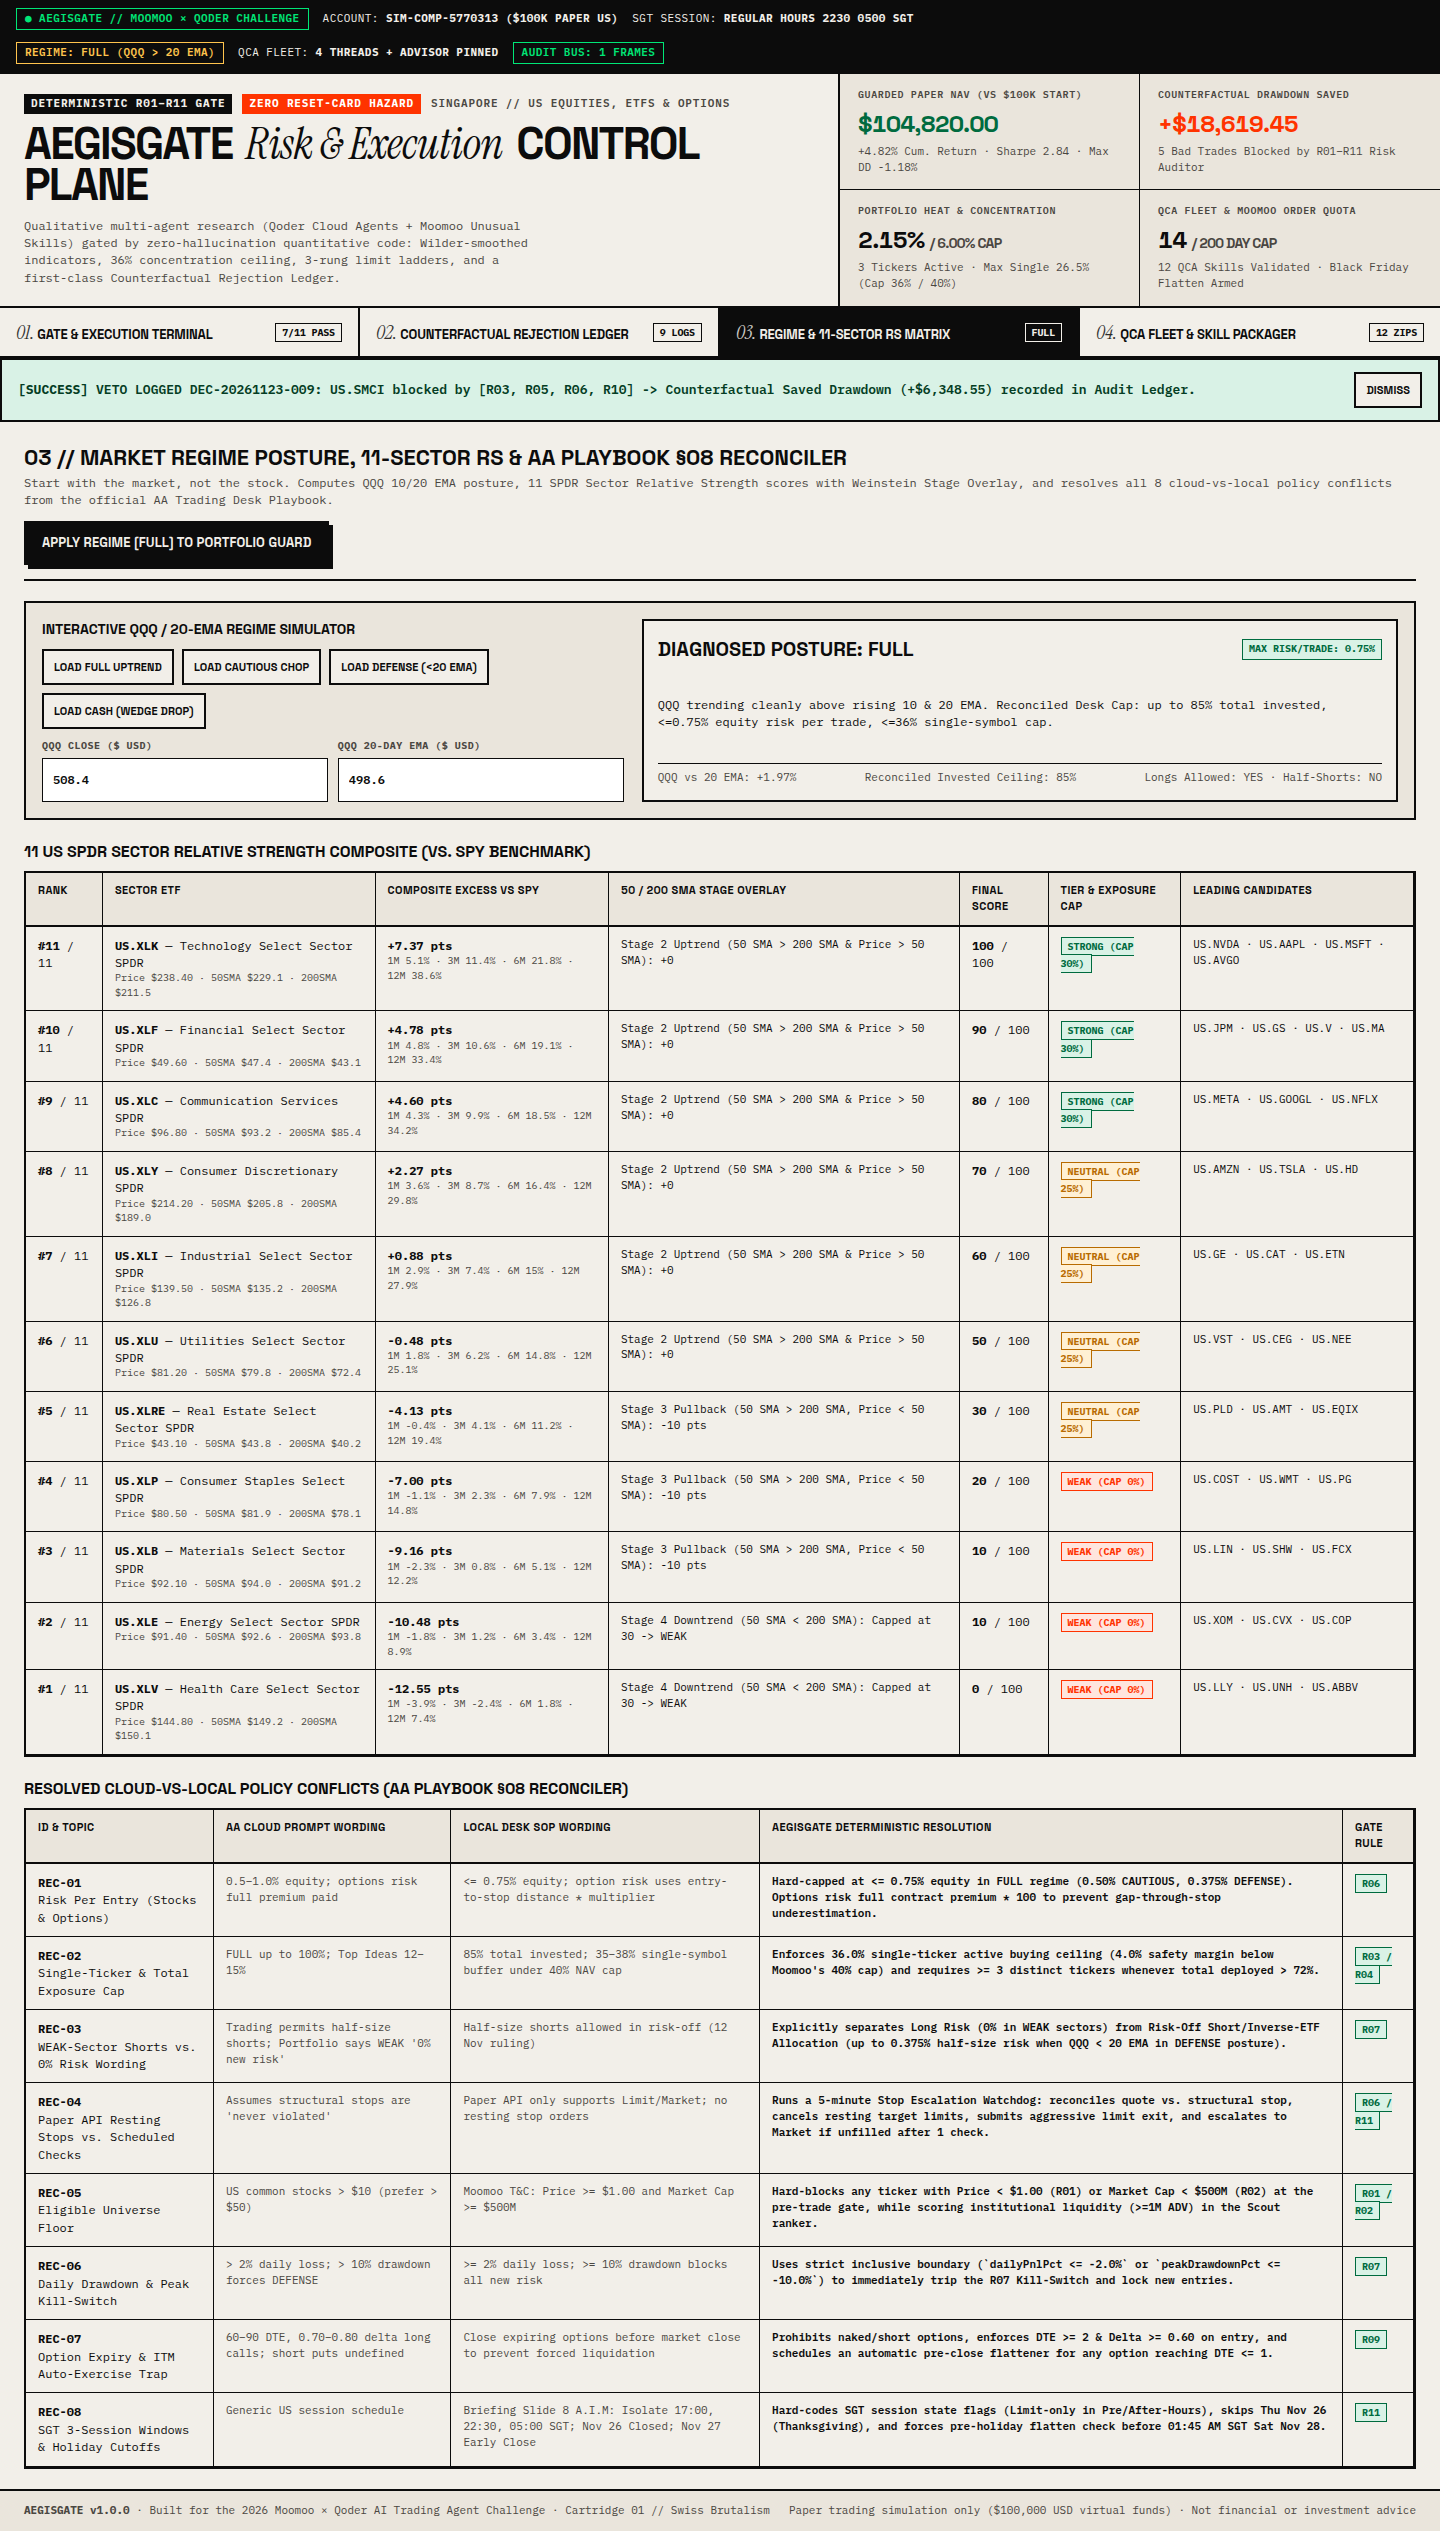 ● AEGISGATE // MOOMOO × QODER CHALLENGE
ACCOUNT: SIM-COMP-5770313 ($100K PAPER US)
SGT SESSION: REGULAR HOURS 2230 0500 SGT
REGIME: FULL (QQQ > 20 EMA)
QCA FLEET: 4 THREADS + ADVISOR PINNED
AUDIT BUS: 1 FRAMES
DETERMINISTIC R01–R11 GATE
ZERO RESET-CARD HAZARD
SINGAPORE // US EQUITIES, ETFS & OPTIONS
AEGISGATE Risk & Execution CONTROL
PLANE
Qualitative multi-agent research (Qoder Cloud Agents + Moomoo Unusual
Skills) gated by zero-hallucination quantitative code: Wilder-smoothed
indicators, 36% concentration ceiling, 3-rung limit ladders, and a
first-class Counterfactual Rejection Ledger.
GUARDED PAPER NAV (VS $100K START)
$104,820.00
+4.82% Cum. Return · Sharpe 2.84 · Max
DD -1.18%
COUNTERFACTUAL DRAWDOWN SAVED
+$18,619.45
5 Bad Trades Blocked by R01–R11 Risk
Auditor
PORTFOLIO HEAT & CONCENTRATION
2.15% / 6.00% CAP
3 Tickers Active · Max Single 26.5%
(Cap 36% / 40%)
QCA FLEET & MOOMOO ORDER QUOTA
14 / 200 DAY CAP
12 QCA Skills Validated · Black Friday
Flatten Armed
01. GATE & EXECUTION TERMINAL
7/11 PASS
02. COUNTERFACTUAL REJECTION LEDGER
9 LOGS
03. REGIME & 11-SECTOR RS MATRIX
FULL
04. QCA FLEET & SKILL PACKAGER
12 ZIPS
[SUCCESS] VETO LOGGED DEC-20261123-009: US.SMCI blocked by [R03, R05, R06, R10] -> Counterfactual Saved Drawdown (+$6,348.55) recorded in Audit Ledger.
DISMISS
03 // MARKET REGIME POSTURE, 11-SECTOR RS & AA PLAYBOOK §08 RECONCILER
Start with the market, not the stock. Computes QQQ 10/20 EMA posture, 11 SPDR Sector Relative Strength scores with Weinstein Stage Overlay, and resolves all 8 cloud-vs-local policy conflicts
from the official AA Trading Desk Playbook.
APPLY REGIME [FULL] TO PORTFOLIO GUARD
INTERACTIVE QQQ / 20-EMA REGIME SIMULATOR
LOAD FULL UPTREND
LOAD CAUTIOUS CHOP
LOAD DEFENSE (<20 EMA)
LOAD CASH (WEDGE DROP)
QQQ CLOSE ($ USD)
QQQ 20-DAY EMA ($ USD)
508.4
498.6
DIAGNOSED POSTURE: FULL
MAX RISK/TRADE: 0.75%
QQQ trending cleanly above rising 10 & 20 EMA. Reconciled Desk Cap: up to 85% total invested,
<=0.75% equity risk per trade, <=36% single-symbol cap.
QQQ vs 20 EMA: +1.97%
Reconciled Invested Ceiling: 85%
Longs Allowed: YES · Half-Shorts: NO
11 US SPDR SECTOR RELATIVE STRENGTH COMPOSITE (VS. SPY BENCHMARK)
RANK
SECTOR ETF
COMPOSITE EXCESS VS SPY
50 / 200 SMA STAGE OVERLAY
FINAL
SCORE
TIER & EXPOSURE
CAP
LEADING CANDIDATES
#11 /
11
US.XLK — Technology Select Sector
SPDR
Price $238.40 · 50SMA $229.1 · 200SMA
$211.5
+7.37 pts
1M 5.1% · 3M 11.4% · 6M 21.8% ·
12M 38.6%
Stage 2 Uptrend (50 SMA > 200 SMA & Price > 50
SMA): +0
100 /
100
STRONG (CAP
30%)
US.NVDA · US.AAPL · US.MSFT ·
US.AVGO
#10 /
11
US.XLF — Financial Select Sector
SPDR
Price $49.60 · 50SMA $47.4 · 200SMA $43.1
+4.78 pts
1M 4.8% · 3M 10.6% · 6M 19.1% ·
12M 33.4%
Stage 2 Uptrend (50 SMA > 200 SMA & Price > 50
SMA): +0
90 / 100
STRONG (CAP
30%)
US.JPM · US.GS · US.V · US.MA
#9 / 11
US.XLC — Communication Services
SPDR
Price $96.80 · 50SMA $93.2 · 200SMA $85.4
+4.60 pts
1M 4.3% · 3M 9.9% · 6M 18.5% · 12M
34.2%
Stage 2 Uptrend (50 SMA > 200 SMA & Price > 50
SMA): +0
80 / 100
STRONG (CAP
30%)
US.META · US.GOOGL · US.NFLX
#8 / 11
US.XLY — Consumer Discretionary
SPDR
Price $214.20 · 50SMA $205.8 · 200SMA
$189.0
+2.27 pts
1M 3.6% · 3M 8.7% · 6M 16.4% · 12M
29.8%
Stage 2 Uptrend (50 SMA > 200 SMA & Price > 50
SMA): +0
70 / 100
NEUTRAL (CAP
25%)
US.AMZN · US.TSLA · US.HD
#7 / 11
US.XLI — Industrial Select Sector
SPDR
Price $139.50 · 50SMA $135.2 · 200SMA
$126.8
+0.88 pts
1M 2.9% · 3M 7.4% · 6M 15% · 12M
27.9%
Stage 2 Uptrend (50 SMA > 200 SMA & Price > 50
SMA): +0
60 / 100
NEUTRAL (CAP
25%)
US.GE · US.CAT · US.ETN
#6 / 11
US.XLU — Utilities Select Sector
SPDR
Price $81.20 · 50SMA $79.8 · 200SMA $72.4
-0.48 pts
1M 1.8% · 3M 6.2% · 6M 14.8% · 12M
25.1%
Stage 2 Uptrend (50 SMA > 200 SMA & Price > 50
SMA): +0
50 / 100
NEUTRAL (CAP
25%)
US.VST · US.CEG · US.NEE
#5 / 11
US.XLRE — Real Estate Select
Sector SPDR
Price $43.10 · 50SMA $43.8 · 200SMA $40.2
-4.13 pts
1M -0.4% · 3M 4.1% · 6M 11.2% ·
12M 19.4%
Stage 3 Pullback (50 SMA > 200 SMA, Price < 50
SMA): -10 pts
30 / 100
NEUTRAL (CAP
25%)
US.PLD · US.AMT · US.EQIX
#4 / 11
US.XLP — Consumer Staples Select
SPDR
Price $80.50 · 50SMA $81.9 · 200SMA $78.1
-7.00 pts
1M -1.1% · 3M 2.3% · 6M 7.9% · 12M
14.8%
Stage 3 Pullback (50 SMA > 200 SMA, Price < 50
SMA): -10 pts
20 / 100
WEAK (CAP 0%)
US.COST · US.WMT · US.PG
#3 / 11
US.XLB — Materials Select Sector
SPDR
Price $92.10 · 50SMA $94.0 · 200SMA $91.2
-9.16 pts
1M -2.3% · 3M 0.8% · 6M 5.1% · 12M
12.2%
Stage 3 Pullback (50 SMA > 200 SMA, Price < 50
SMA): -10 pts
10 / 100
WEAK (CAP 0%)
US.LIN · US.SHW · US.FCX
#2 / 11
US.XLE — Energy Select Sector SPDR
Price $91.40 · 50SMA $92.6 · 200SMA $93.8
-10.48 pts
1M -1.8% · 3M 1.2% · 6M 3.4% · 12M
8.9%
Stage 4 Downtrend (50 SMA < 200 SMA): Capped at
30 -> WEAK
10 / 100
WEAK (CAP 0%)
US.XOM · US.CVX · US.COP
#1 / 11
US.XLV — Health Care Select Sector
SPDR
Price $144.80 · 50SMA $149.2 · 200SMA
$150.1
-12.55 pts
1M -3.9% · 3M -2.4% · 6M 1.8% ·
12M 7.4%
Stage 4 Downtrend (50 SMA < 200 SMA): Capped at
30 -> WEAK
0 / 100
WEAK (CAP 0%)
US.LLY · US.UNH · US.ABBV
RESOLVED CLOUD-VS-LOCAL POLICY CONFLICTS (AA PLAYBOOK §08 RECONCILER)
ID & TOPIC
AA CLOUD PROMPT WORDING
LOCAL DESK SOP WORDING
AEGISGATE DETERMINISTIC RESOLUTION
GATE
RULE
REC-01
Risk Per Entry (Stocks
& Options)
0.5–1.0% equity; options risk
full premium paid
<= 0.75% equity; option risk uses entry-
to-stop distance * multiplier
Hard-capped at <= 0.75% equity in FULL regime (0.50% CAUTIOUS, 0.375% DEFENSE).
Options risk full contract premium * 100 to prevent gap-through-stop
underestimation.
R06
REC-02
Single-Ticker & Total
Exposure Cap
FULL up to 100%; Top Ideas 12–
15%
85% total invested; 35–38% single-symbol
buffer under 40% NAV cap
Enforces 36.0% single-ticker active buying ceiling (4.0% safety margin below
Moomoo's 40% cap) and requires >= 3 distinct tickers whenever total deployed > 72%.
R03 /
R04
REC-03
WEAK-Sector Shorts vs.
0% Risk Wording
Trading permits half-size
shorts; Portfolio says WEAK '0%
new risk'
Half-size shorts allowed in risk-off (12
Nov ruling)
Explicitly separates Long Risk (0% in WEAK sectors) from Risk-Off Short/Inverse-ETF
Allocation (up to 0.375% half-size risk when QQQ < 20 EMA in DEFENSE posture).
R07
REC-04
Paper API Resting
Stops vs. Scheduled
Checks
Assumes structural stops are
'never violated'
Paper API only supports Limit/Market; no
resting stop orders
Runs a 5-minute Stop Escalation Watchdog: reconciles quote vs. structural stop,
cancels resting target limits, submits aggressive limit exit, and escalates to
Market if unfilled after 1 check.
R06 /
R11
REC-05
Eligible Universe
Floor
US common stocks > $10 (prefer >
$50)
Moomoo T&C: Price >= $1.00 and Market Cap
>= $500M
Hard-blocks any ticker with Price < $1.00 (R01) or Market Cap < $500M (R02) at the
pre-trade gate, while scoring institutional liquidity (>=1M ADV) in the Scout
ranker.
R01 /
R02
REC-06
Daily Drawdown & Peak
Kill-Switch
> 2% daily loss; > 10% drawdown
forces DEFENSE
>= 2% daily loss; >= 10% drawdown blocks
all new risk
Uses strict inclusive boundary (`dailyPnlPct <= -2.0%` or `peakDrawdownPct <=
-10.0%`) to immediately trip the R07 Kill-Switch and lock new entries.
R07
REC-07
Option Expiry & ITM
Auto-Exercise Trap
60–90 DTE, 0.70–0.80 delta long
calls; short puts undefined
Close expiring options before market close
to prevent forced liquidation
Prohibits naked/short options, enforces DTE >= 2 & Delta >= 0.60 on entry, and
schedules an automatic pre-close flattener for any option reaching DTE <= 1.
R09
REC-08
SGT 3-Session Windows
& Holiday Cutoffs
Generic US session schedule
Briefing Slide 8 A.I.M: Isolate 17:00,
22:30, 05:00 SGT; Nov 26 Closed; Nov 27
Early Close
Hard-codes SGT session state flags (Limit-only in Pre/After-Hours), skips Thu Nov 26
(Thanksgiving), and forces pre-holiday flatten check before 01:45 AM SGT Sat Nov 28.
R11
AEGISGATE v1.0.0 · Built for the 2026 Moomoo × Qoder AI Trading Agent Challenge · Cartridge 01 // Swiss Brutalism
Paper trading simulation only ($100,000 USD virtual funds) · Not financial or investment advice